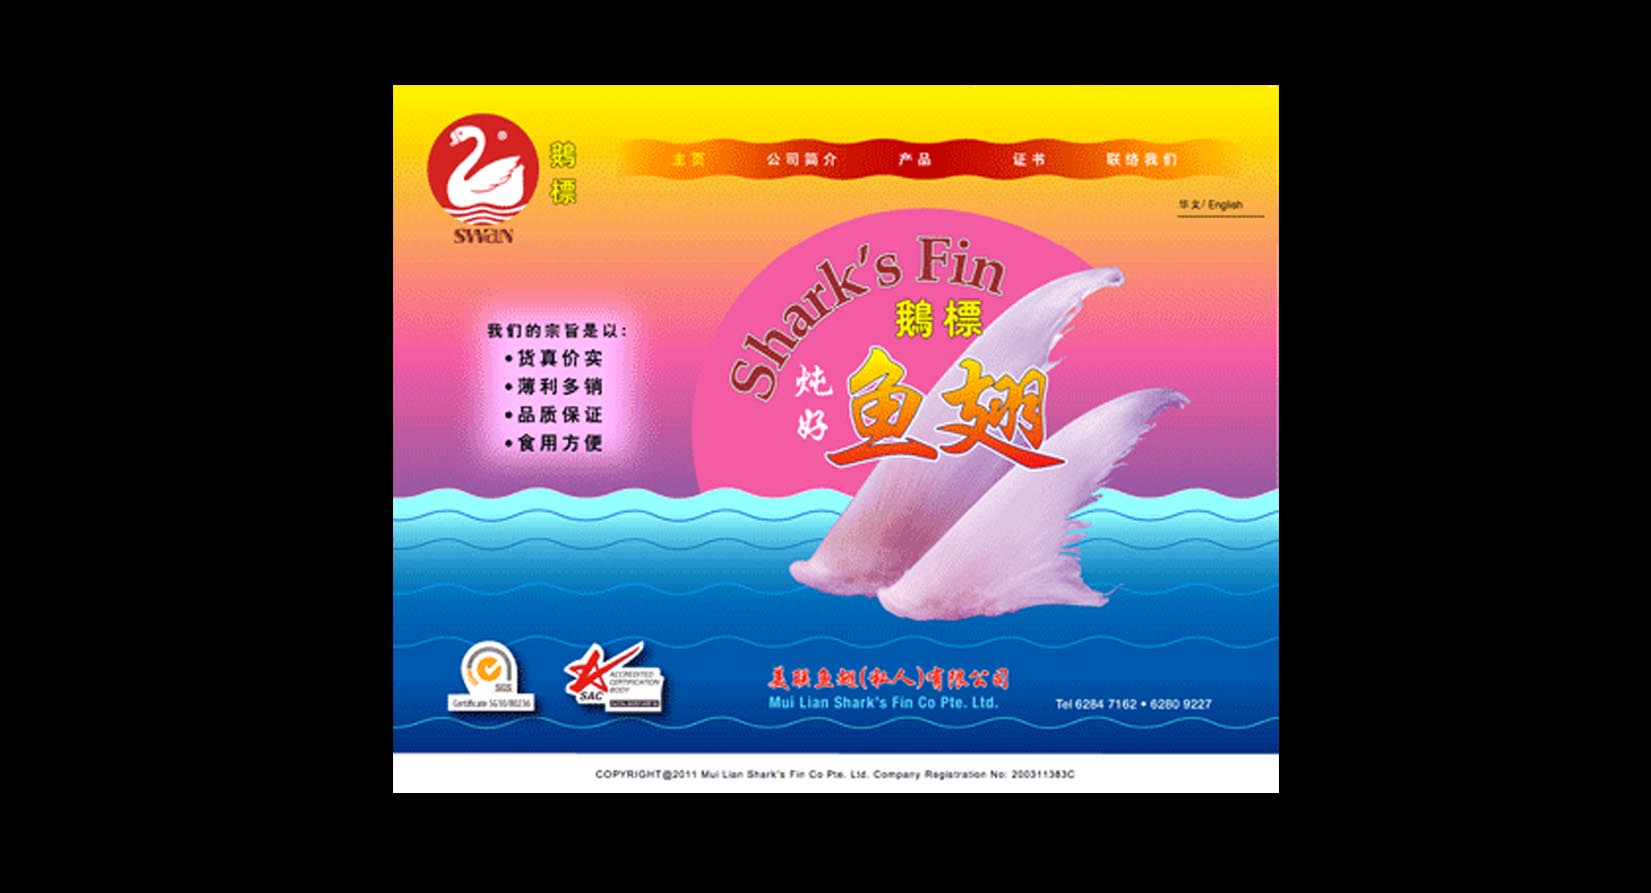 鵝
標
SWAN
主页 公司简介 产品 证书 联络我们
华文/ English
Shark's Fin
鵝標
炖
好
鱼翅
我们的宗旨是以:
•货真价实
•薄利多销
•品质保证
•食用方便
SGS
Certificate SG10/00236
SAC
ACCREDITED
CERTIFICATION
BODY
美联鱼翅(私人)有限公司
Mui Lian Shark's Fin Co Pte. Ltd.
Tel 6284 7162 • 6280 9227
COPYRIGHT@2011 Mui Lian Shark's Fin Co Pte. Ltd. Company Registration No: 200311383C